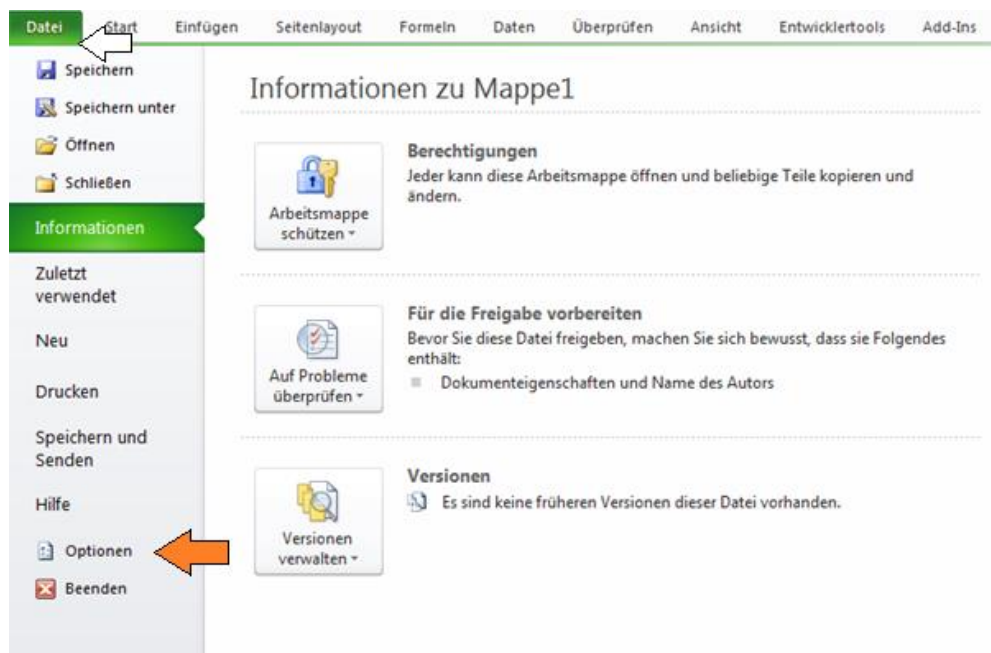 Datei Start Einfügen Seitenlayout Formeln Daten Überprüfen Ansicht Entwicklertools Add-Ins
Speichern
Speichern unter
Öffnen
Schließen
Informationen
Zuletzt
verwendet
Neu
Drucken
Speichern und
Senden
Hilfe
Optionen
Beenden
Informationen zu Mappe1
Arbeitsmappe
schützen
Berechtigungen
Jeder kann diese Arbeitsmappe öffnen und beliebige Teile kopieren und
ändern.
Auf Probleme
überprüfen
Für die Freigabe vorbereiten
Bevor Sie diese Datei freigeben, machen Sie sich bewusst, dass sie Folgendes
enthält:
Dokumenteigenschaften und Name des Autors
Versionen
verwalten
Versionen
Es sind keine früheren Versionen dieser Datei vorhanden.